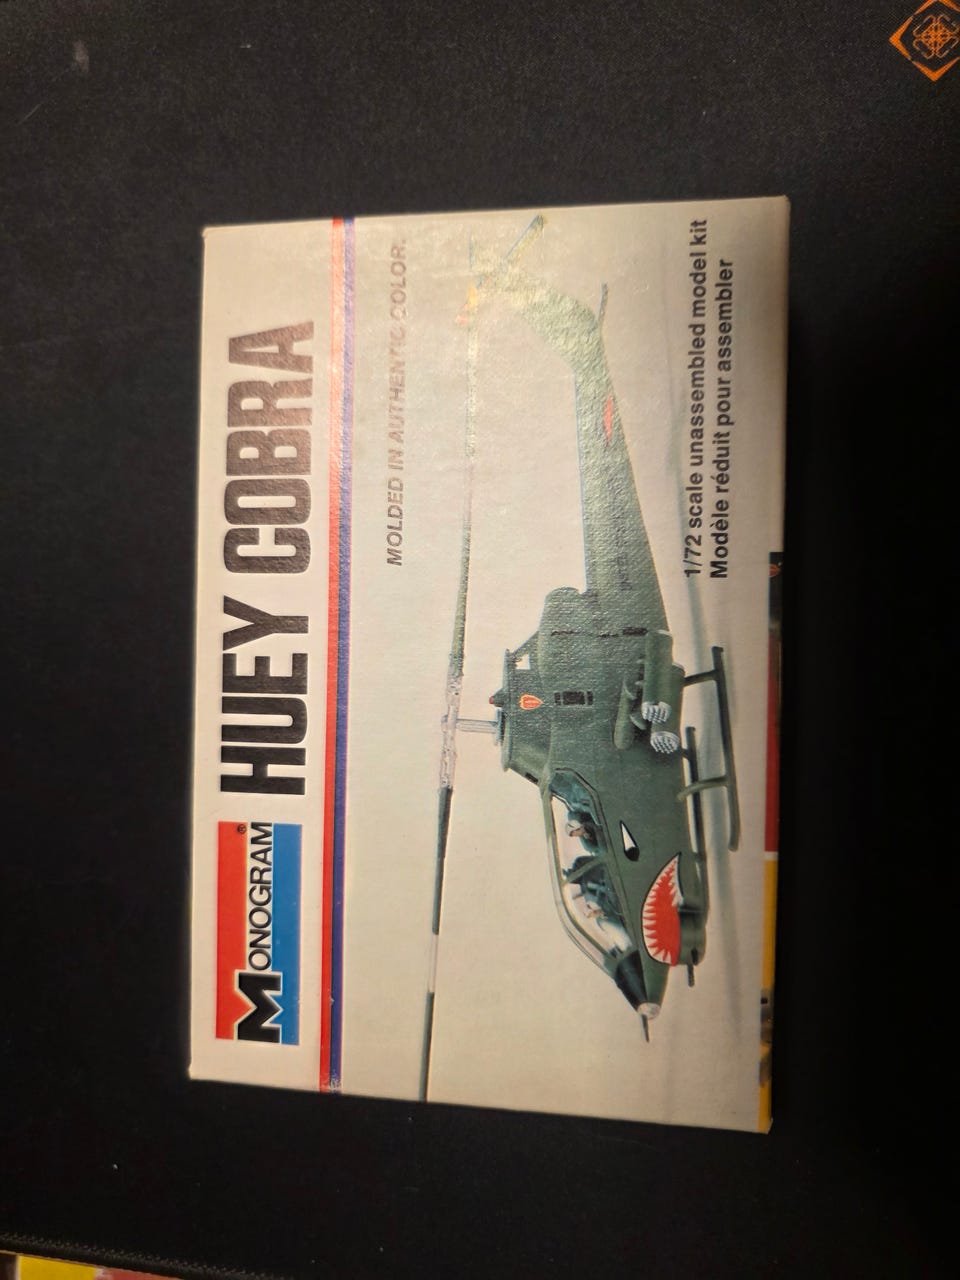 MONOGRAM®
HUEY COBRA
MOLDED IN AUTHENTIC COLOR.
1/72 scale unassembled model kit
Modèle réduit pour assembler